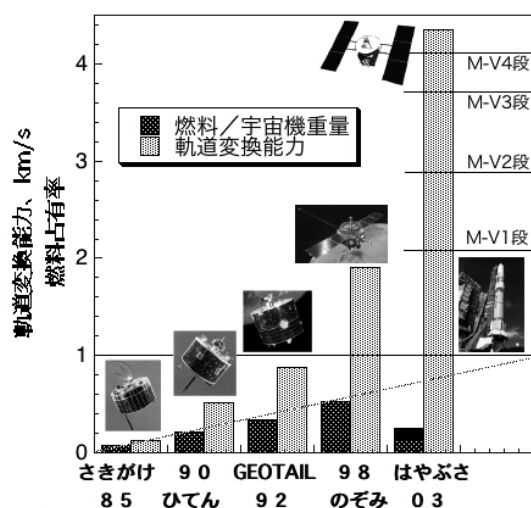 軌道変換能力、km/s
燃料占有率
4
3
2
1
0
燃料／宇宙機重量
軌道変換能力
M-V4段
M-V3段
M-V2段
M-V1段
さきがけ ９０ GEOTAIL ９８ はやぶさ
８５ ひてん ９２ のぞみ ０３